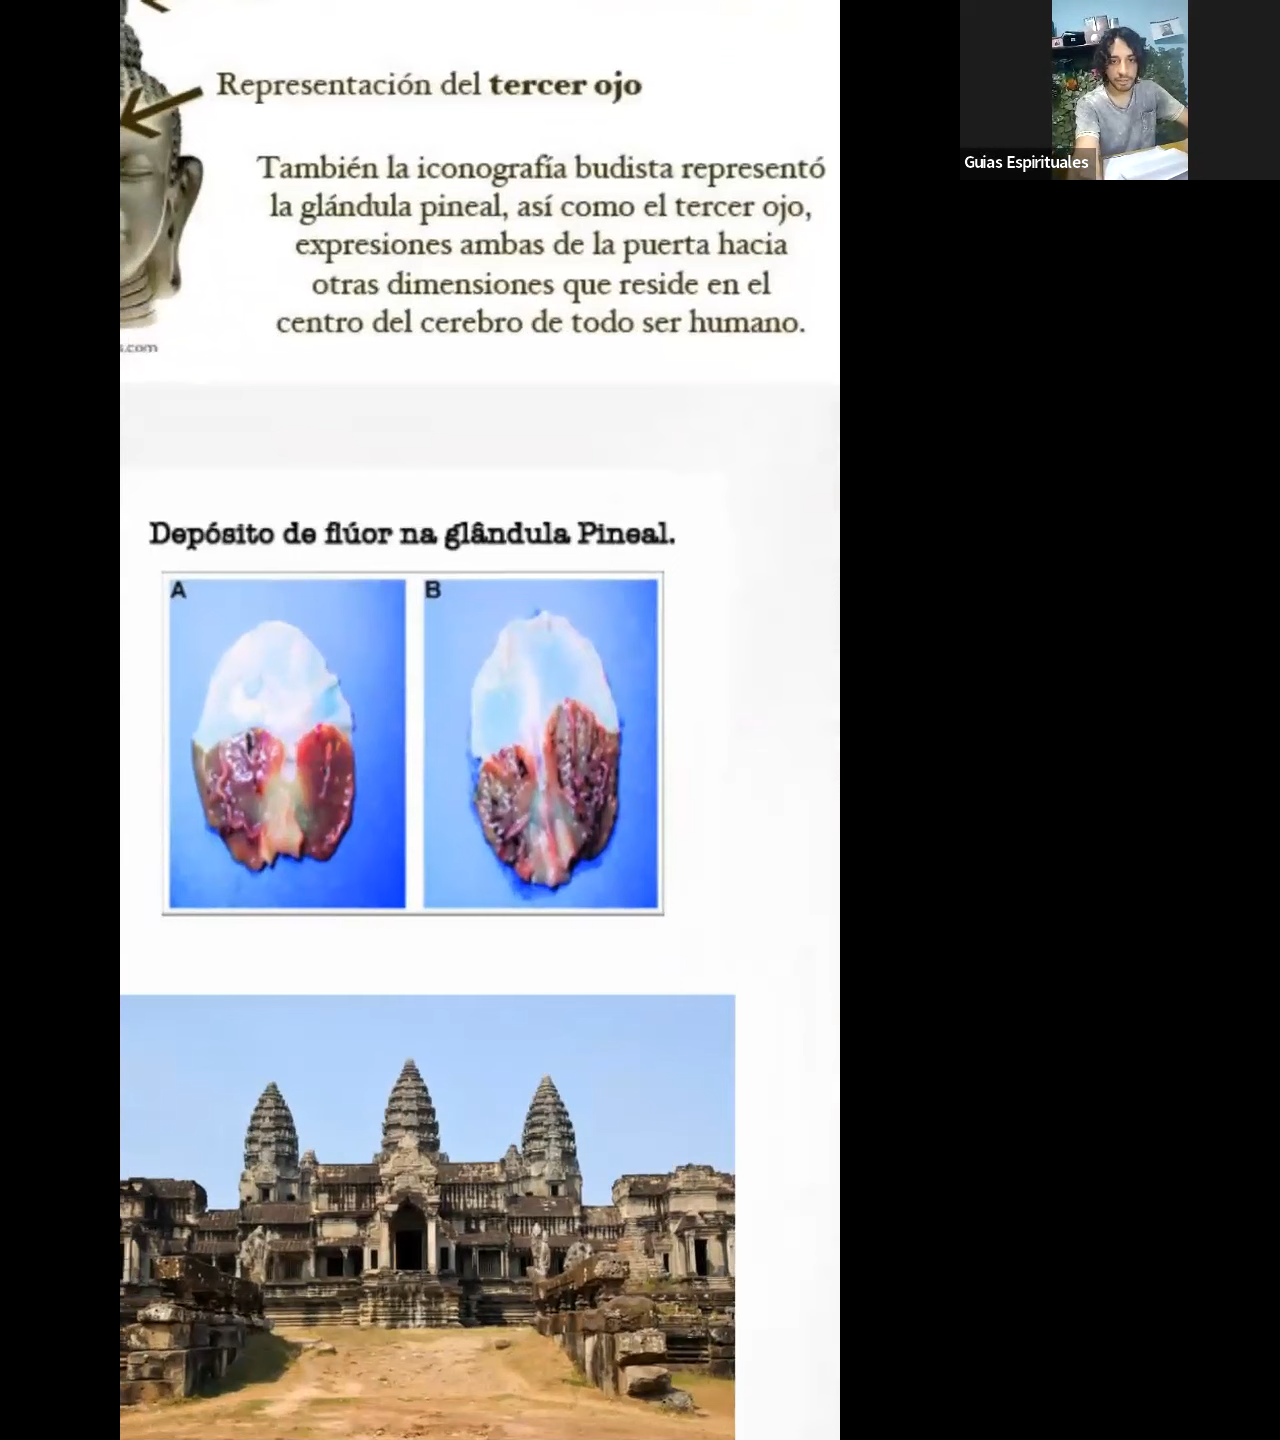 Representación del tercer ojo
También la iconografía budista representó
la glándula pineal, así como el tercer ojo,
expresiones ambas de la puerta hacia
otras dimensiones que reside en el
centro del cerebro de todo ser humano.
s.com
Guias Espirituales
Depósito de flúor na glândula Pineal.
A
B